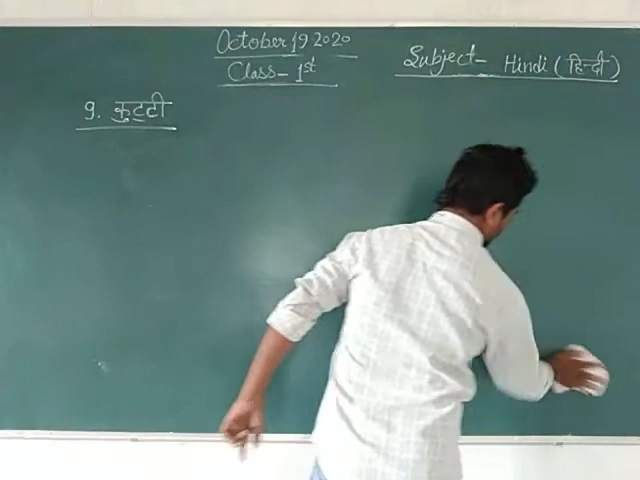 October 19 2020
Class- 1st
Subject- Hindi (हिन्दी)
9. कुट्टी